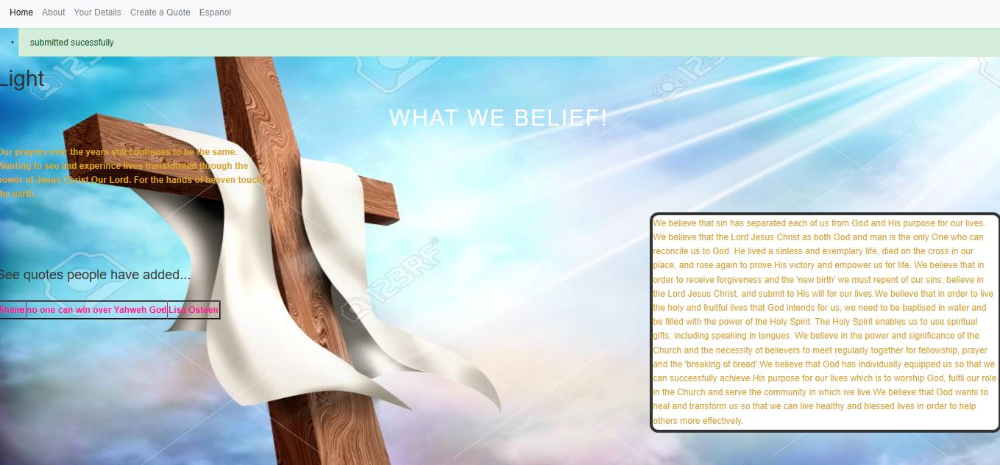 Home About Your Details Create a Quote Espanol
submitted sucessfully
Light
WHAT WE BELIEF!
Our prayers over the years still continues to be the same.
Wanting to see and experince lives transformed through the
power of Jesus Christ Our Lord. For the hands of heaven touch
the earth.
See quotes people have added...
Shane no one can win over Yahweh God Lisa Osteen
We believe that sin has separated each of us from God and His purpose for our lives.
We believe that the Lord Jesus Christ as both God and man is the only One who can
reconcile us to God. He lived a sinless and exemplary life, died on the cross in our
place, and rose again to prove His victory and empower us for life. We believe that in
order to receive forgiveness and the 'new birth' we must repent of our sins, believe in
the Lord Jesus Christ, and submit to His will for our lives.We believe that in order to live
the holy and fruitful lives that God intends for us, we need to be baptised in water and
be filled with the power of the Holy Spirit. The Holy Spirit enables us to use spiritual
gifts, including speaking in tongues. We believe in the power and significance of the
Church and the necessity of believers to meet regularly together for fellowship, prayer
and the 'breaking of bread'.We believe that God has individually equipped us so that we
can successfully achieve His purpose for our lives which is to worship God, fulfil our role
in the Church and serve the community in which we live.We believe that God wants to
heal and transform us so that we can live healthy and blessed lives in order to help
others more effectively.
123RF